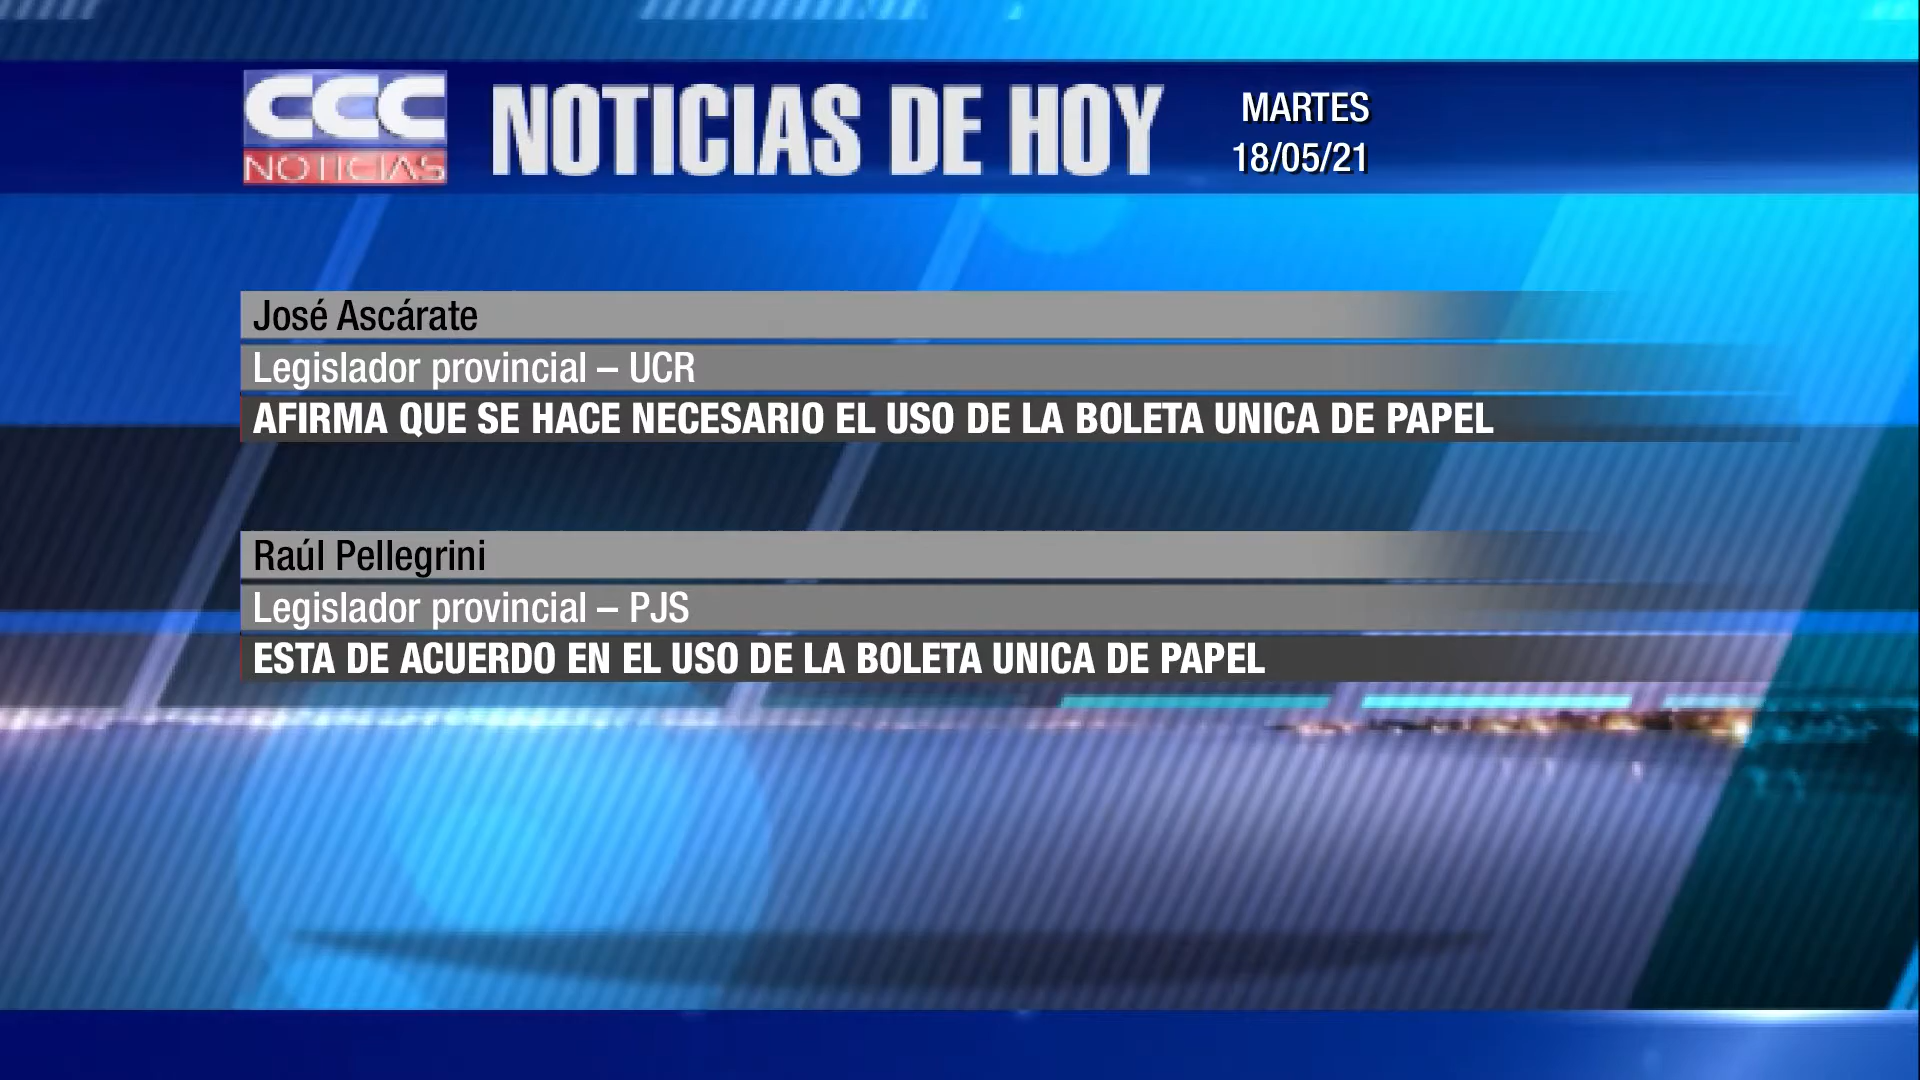 CCC
NOTICIAS
NOTICIAS DE HOY
MARTES
18/05/21
José Ascárate
Legislador provincial – UCR
AFIRMA QUE SE HACE NECESARIO EL USO DE LA BOLETA UNICA DE PAPEL
Raúl Pellegrini
Legislador provincial – PJS
ESTA DE ACUERDO EN EL USO DE LA BOLETA UNICA DE PAPEL